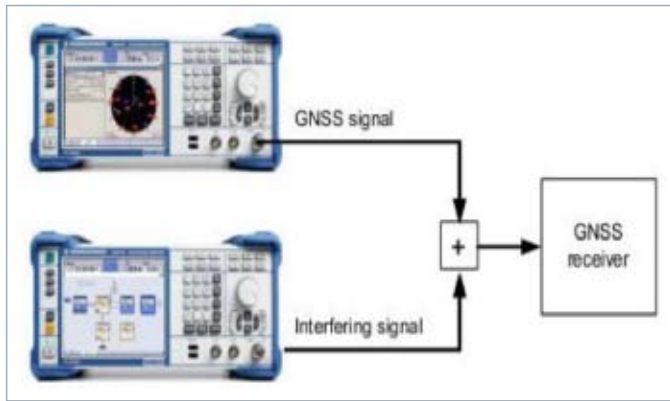 GNSS signal
+
GNSS
receiver
Interfering signal